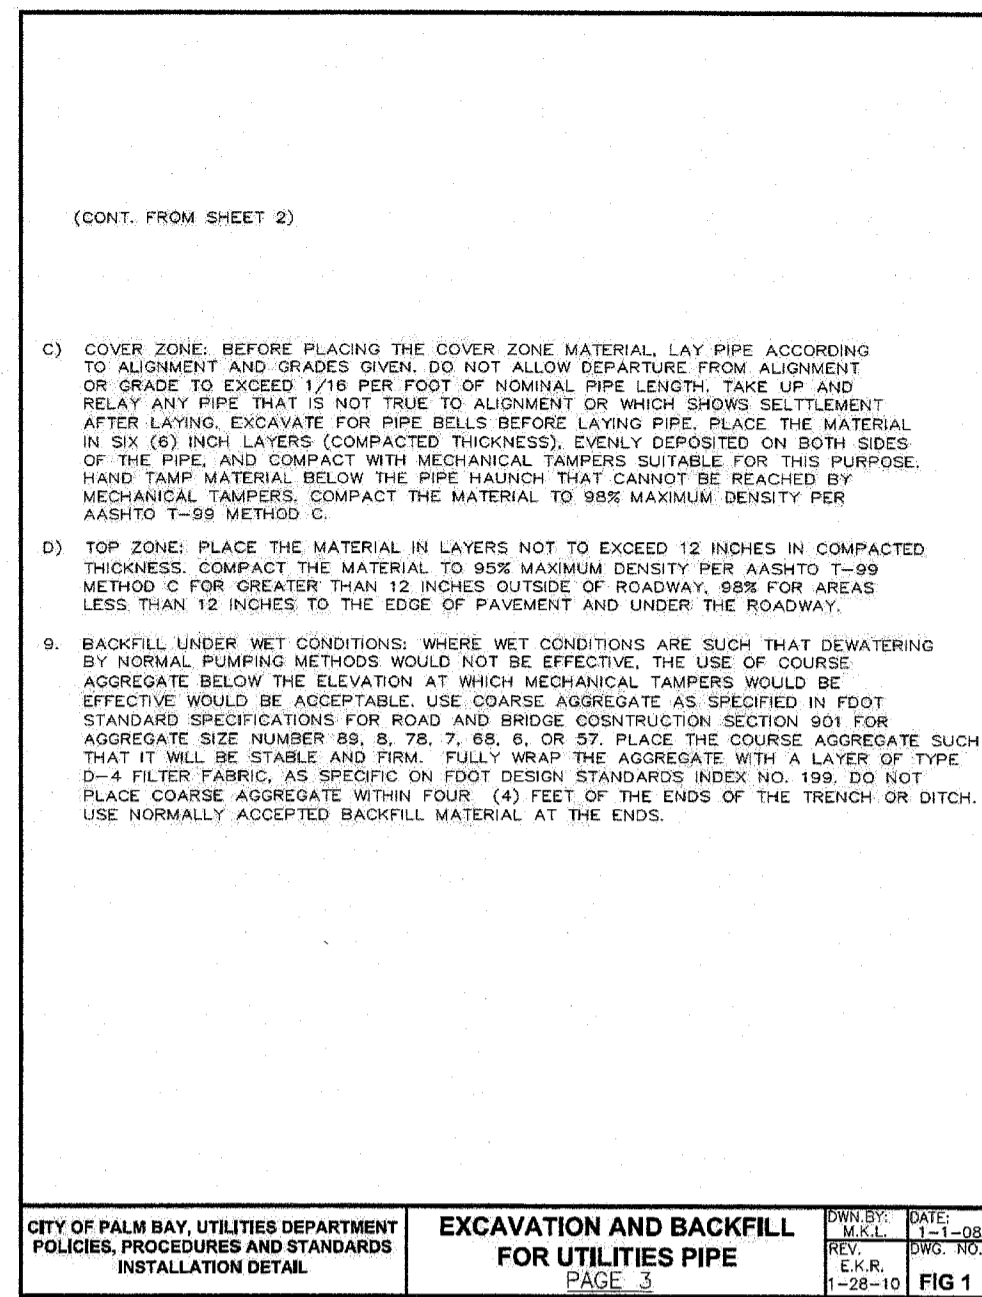 (CONT. FROM SHEET 2)
C) COVER ZONE: BEFORE PLACING THE COVER ZONE MATERIAL, LAY PIPE ACCORDING
TO ALIGNMENT AND GRADES GIVEN. DO NOT ALLOW DEPARTURE FROM ALIGNMENT
OR GRADE TO EXCEED 1/16 PER FOOT OF NOMINAL PIPE LENGTH. TAKE UP AND
RELAY ANY PIPE THAT IS NOT TRUE TO ALIGNMENT OR WHICH SHOWS SELTTLEMENT
AFTER LAYING. EXCAVATE FOR PIPE BELLS BEFORE LAYING PIPE. PLACE THE MATERIAL
IN SIX (6) INCH LAYERS (COMPACTED THICKNESS), EVENLY DEPOSITED ON BOTH SIDES
OF THE PIPE, AND COMPACT WITH MECHANICAL TAMPERS SUITABLE FOR THIS PURPOSE.
HAND TAMP MATERIAL BELOW THE PIPE HAUNCH THAT CANNOT BE REACHED BY
MECHANICAL TAMPERS. COMPACT THE MATERIAL TO 98% MAXIMUM DENSITY PER
AASHTO T-99 METHOD C.
D) TOP ZONE: PLACE THE MATERIAL IN LAYERS NOT TO EXCEED 12 INCHES IN COMPACTED
THICKNESS. COMPACT THE MATERIAL TO 95% MAXIMUM DENSITY PER AASHTO T-99
METHOD C FOR GREATER THAN 12 INCHES OUTSIDE OF ROADWAY, 98% FOR AREAS
LESS THAN 12 INCHES TO THE EDGE OF PAVEMENT AND UNDER THE ROADWAY.
9. BACKFILL UNDER WET CONDITIONS: WHERE WET CONDITIONS ARE SUCH THAT DEWATERING
BY NORMAL PUMPING METHODS WOULD NOT BE EFFECTIVE, THE USE OF COURSE
AGGREGATE BELOW THE ELEVATION AT WHICH MECHANICAL TAMPERS WOULD BE
EFFECTIVE WOULD BE ACCEPTABLE. USE COARSE AGGREGATE AS SPECIFIED IN FDOT
STANDARD SPECIFICATIONS FOR ROAD AND BRIDGE COSNTRUCTION SECTION 901 FOR
AGGREGATE SIZE NUMBER 89, 8, 78, 7, 68, 6, OR 57. PLACE THE COURSE AGGREGATE SUCH
THAT IT WILL BE STABLE AND FIRM. FULLY WRAP THE AGGREGATE WITH A LAYER OF TYPE
D-4 FILTER FABRIC, AS SPECIFIC ON FDOT DESIGN STANDARDS INDEX NO. 199. DO NOT
PLACE COARSE AGGREGATE WITHIN FOUR (4) FEET OF THE ENDS OF THE TRENCH OR DITCH.
USE NORMALLY ACCEPTED BACKFILL MATERIAL AT THE ENDS.
CITY OF PALM BAY, UTILITIES DEPARTMENT
POLICIES, PROCEDURES AND STANDARDS
INSTALLATION DETAIL
EXCAVATION AND BACKFILL
FOR UTILITIES PIPE
PAGE 3
DWN.BY:
M.K.L.
DATE:
1-1-08
REV.
E.K.R.
1-28-10
DWG. NO.
FIG 1